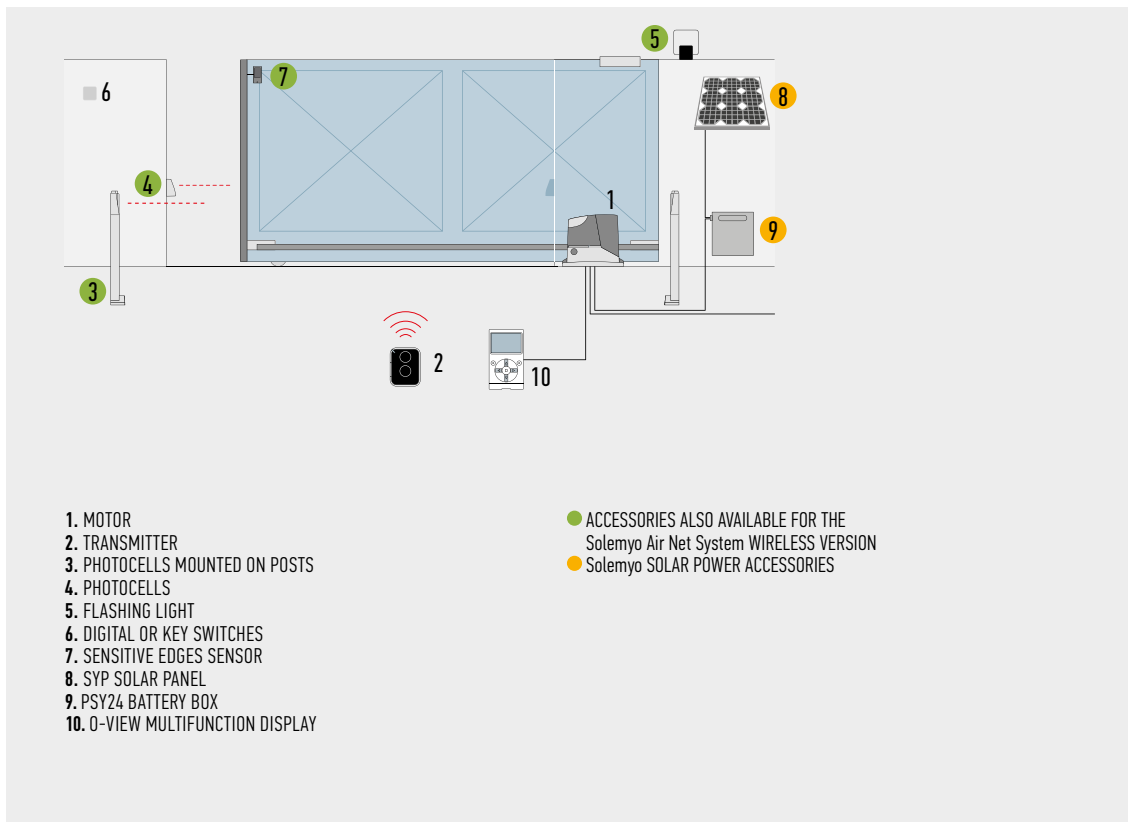 5
7
8
6
4
1
9
3
2
10
1. MOTOR
2. TRANSMITTER
3. PHOTOCELLS MOUNTED ON POSTS
4. PHOTOCELLS
5. FLASHING LIGHT
6. DIGITAL OR KEY SWITCHES
7. SENSITIVE EDGES SENSOR
8. SYP SOLAR PANEL
9. PSY24 BATTERY BOX
10. O-VIEW MULTIFUNCTION DISPLAY
ACCESSORIES ALSO AVAILABLE FOR THE
Solemyo Air Net System WIRELESS VERSION
Solemyo SOLAR POWER ACCESSORIES